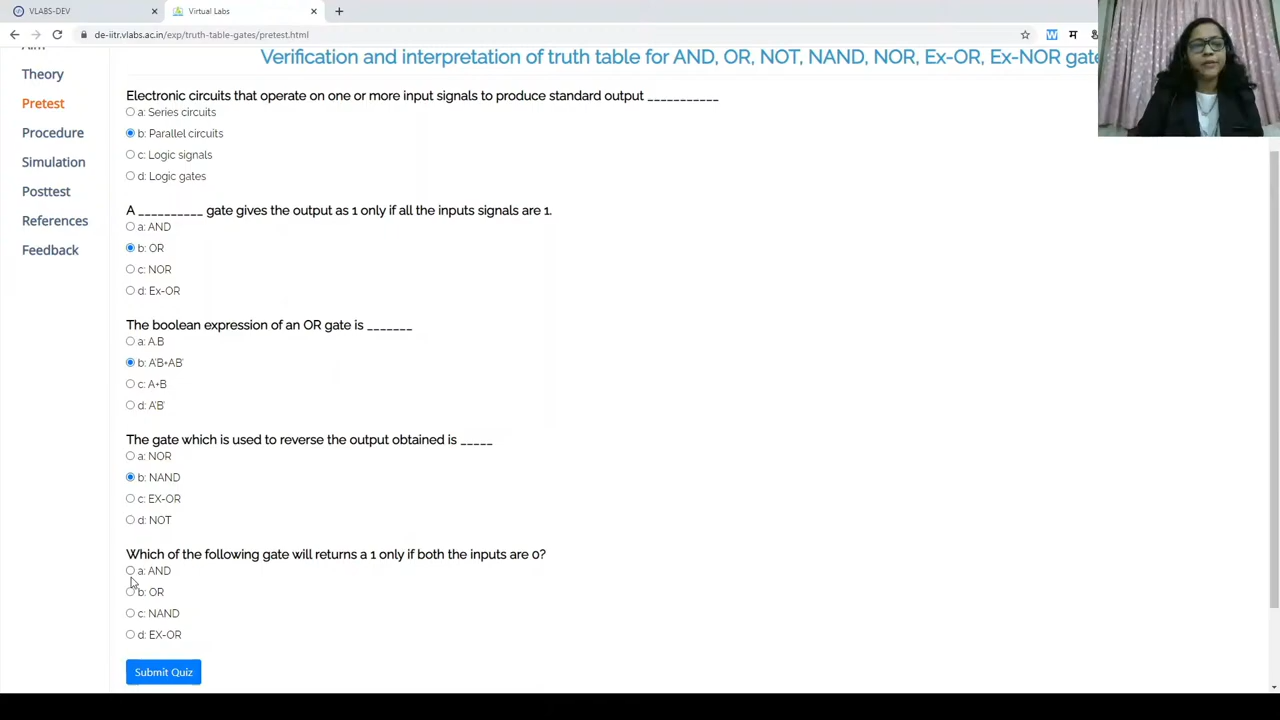 VLABS-DEV
Virtual Labs
de-iitr.vlabs.ac.in/exp/truth-table-gates/pretest.html
Verification and interpretation of truth table for AND, OR, NOT, NAND, NOR, Ex-OR, Ex-NOR gate
Theory
Pretest
Procedure
Simulation
Posttest
References
Feedback
Electronic circuits that operate on one or more input signals to produce standard output ___________
a: Series circuits
b: Parallel circuits
c: Logic signals
d: Logic gates
A __________ gate gives the output as 1 only if all the inputs signals are 1.
a: AND
b: OR
c: NOR
d: Ex-OR
The boolean expression of an OR gate is _______
a: A.B
b: A'B+AB'
c: A+B
d: A'B'
The gate which is used to reverse the output obtained is _____
a: NOR
b: NAND
c: EX-OR
d: NOT
Which of the following gate will returns a 1 only if both the inputs are 0?
a: AND
b: OR
c: NAND
d: EX-OR
Submit Quiz